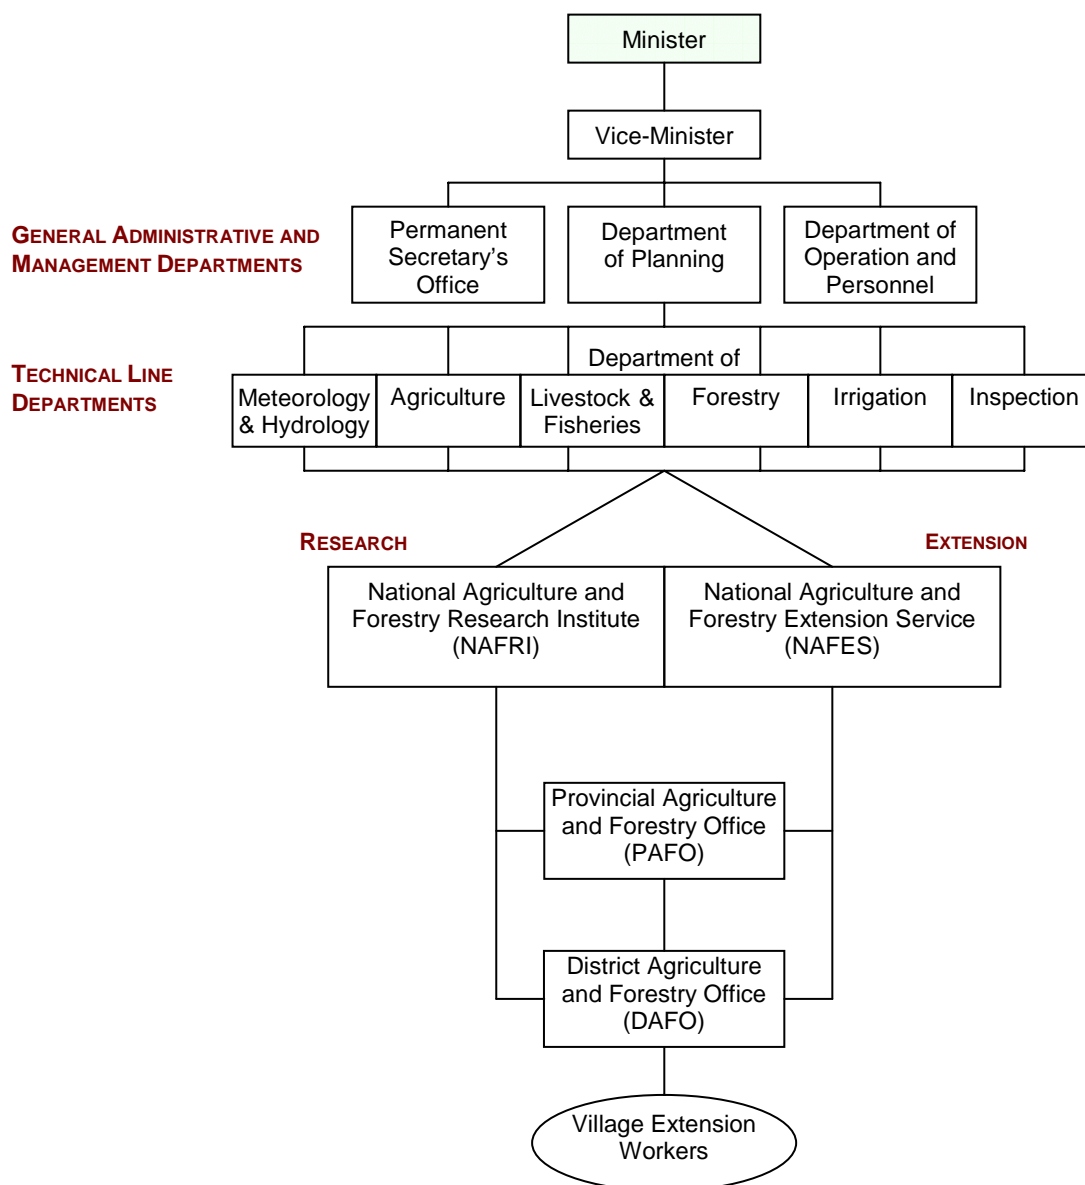 Minister
Vice-Minister
GENERAL ADMINISTRATIVE AND
MANAGEMENT DEPARTMENTS
Permanent
Secretary's
Office
Department
of Planning
Department of
Operation and
Personnel
TECHNICAL LINE
DEPARTMENTS
Department of
Meteorology
& Hydrology
Agriculture
Livestock &
Fisheries
Forestry
Irrigation
Inspection
RESEARCH
EXTENSION
National Agriculture and
Forestry Research Institute
(NAFRI)
National Agriculture and
Forestry Extension Service
(NAFES)
Provincial Agriculture
and Forestry Office
(PAFO)
District Agriculture
and Forestry Office
(DAFO)
Village Extension
Workers